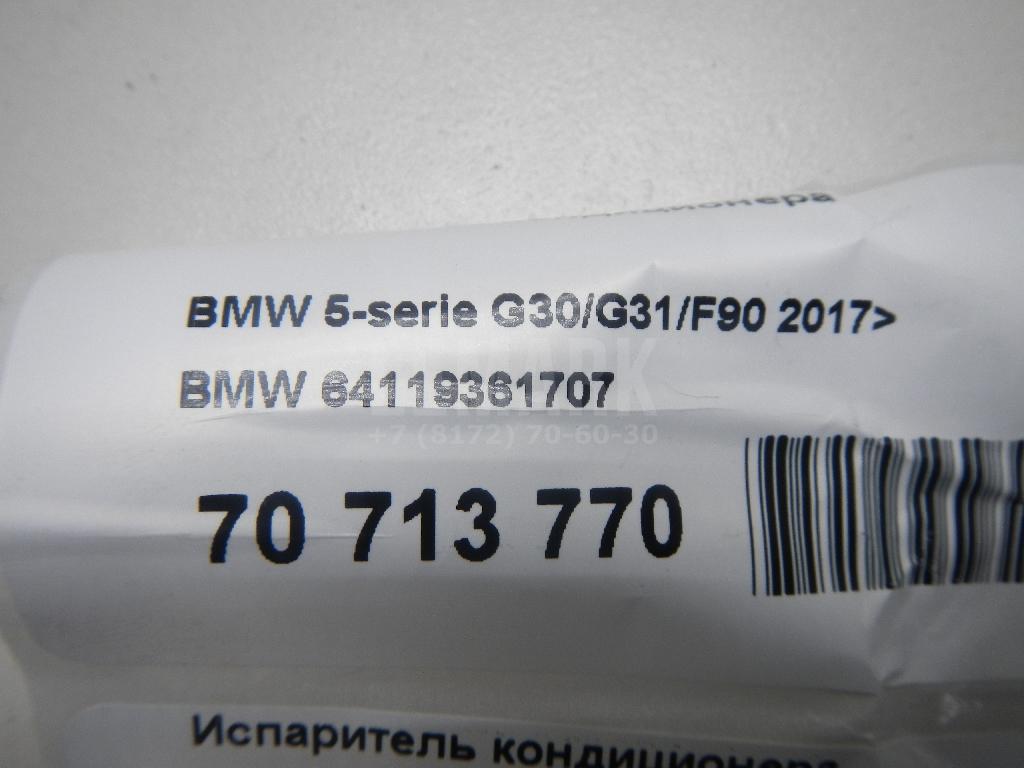 BMW 5-serie G30/G31/F90 2017>
BMW 64119361707
+7 (8172) 70-60-30
70 713 770
Испаритель кондиционера